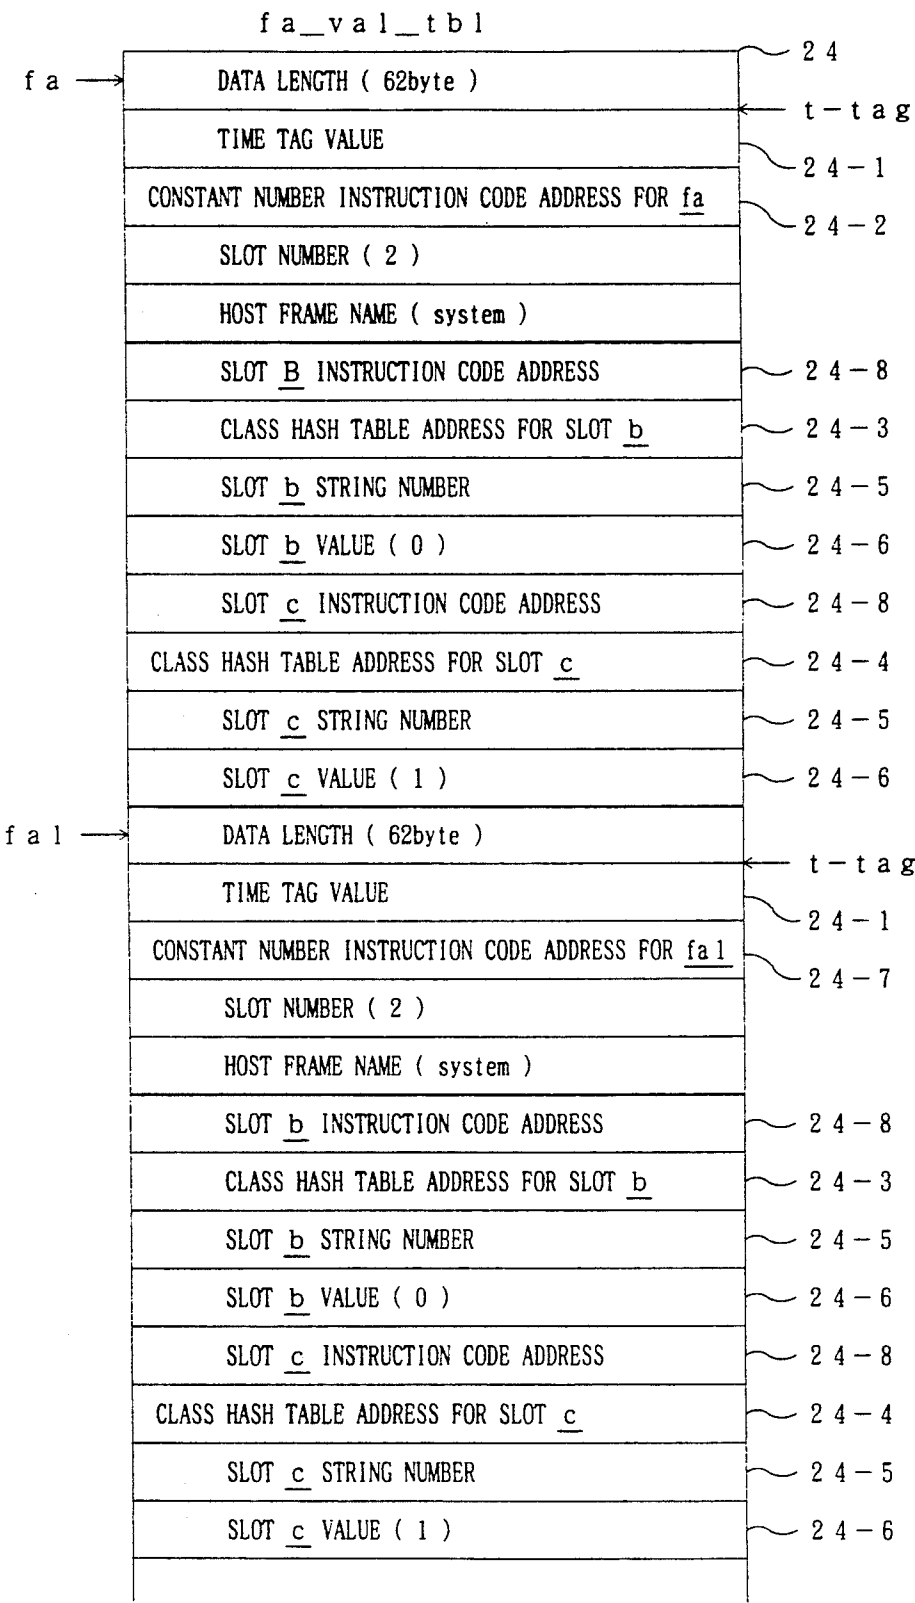 fa_val_tbl
24
fa → DATA LENGTH ( 62byte )
t-tag
TIME TAG VALUE
24-1
CONSTANT NUMBER INSTRUCTION CODE ADDRESS FOR fa
24-2
SLOT NUMBER ( 2 )
HOST FRAME NAME ( system )
SLOT B INSTRUCTION CODE ADDRESS 24-8
CLASS HASH TABLE ADDRESS FOR SLOT b 24-3
SLOT b STRING NUMBER 24-5
SLOT b VALUE ( 0 ) 24-6
SLOT c INSTRUCTION CODE ADDRESS 24-8
CLASS HASH TABLE ADDRESS FOR SLOT c 24-4
SLOT c STRING NUMBER 24-5
SLOT c VALUE ( 1 ) 24-6
fa1 → DATA LENGTH ( 62byte )
t-tag
TIME TAG VALUE
24-1
CONSTANT NUMBER INSTRUCTION CODE ADDRESS FOR fa1
24-7
SLOT NUMBER ( 2 )
HOST FRAME NAME ( system )
SLOT b INSTRUCTION CODE ADDRESS 24-8
CLASS HASH TABLE ADDRESS FOR SLOT b 24-3
SLOT b STRING NUMBER 24-5
SLOT b VALUE ( 0 ) 24-6
SLOT c INSTRUCTION CODE ADDRESS 24-8
CLASS HASH TABLE ADDRESS FOR SLOT c 24-4
SLOT c STRING NUMBER 24-5
SLOT c VALUE ( 1 ) 24-6